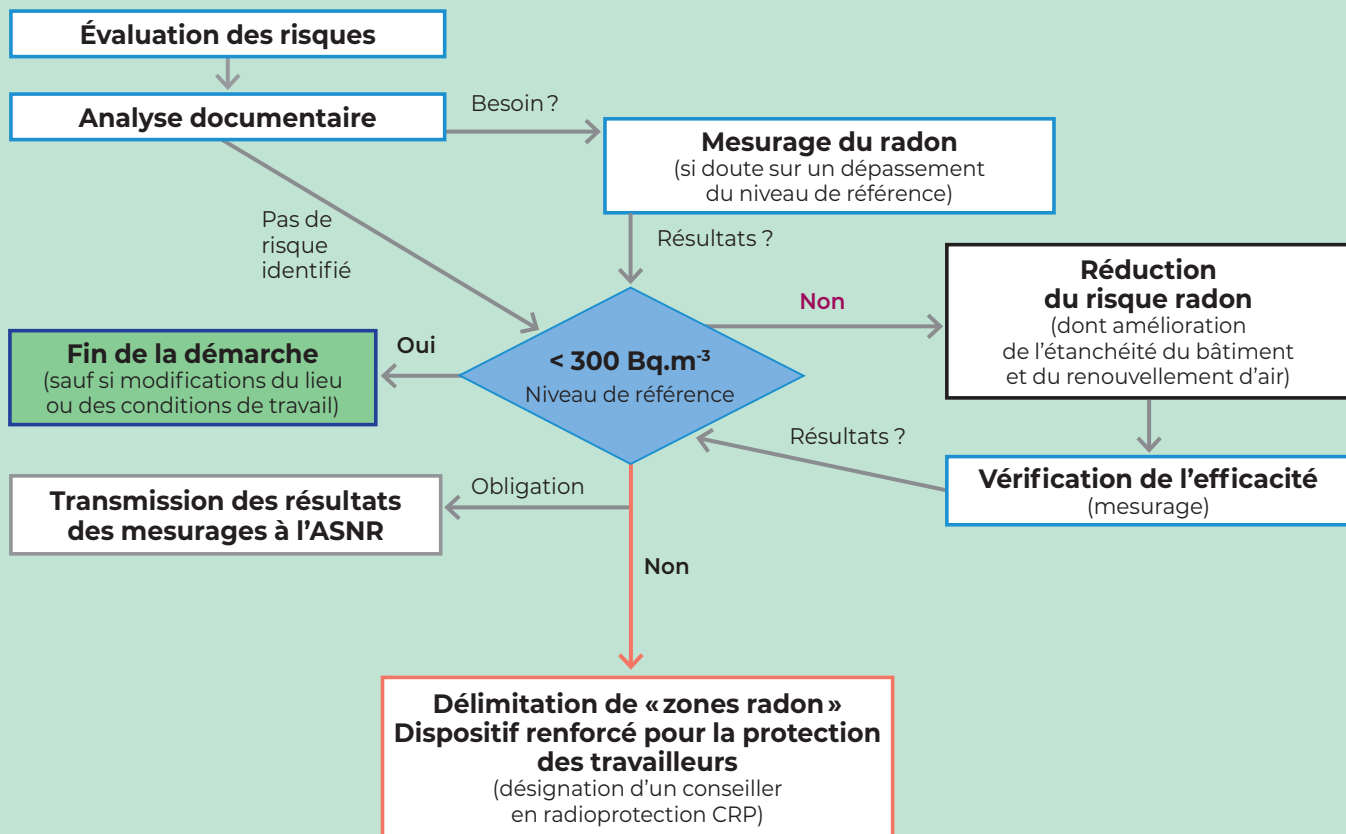 Évaluation des risques
Analyse documentaire
Besoin ?
Mesurage du radon
(si doute sur un dépassement
du niveau de référence)
Pas de
risque
identifié
Résultats ?
Non
Réduction
du risque radon
(dont amélioration
de l'étanchéité du bâtiment
et du renouvellement d'air)
Fin de la démarche
(sauf si modifications du lieu
ou des conditions de travail)
Oui
< 300 Bq.m⁻³
Niveau de référence
Résultats ?
Vérification de l'efficacité
(mesurage)
Transmission des résultats
des mesurages à l'ASNR
Obligation
Non
Délimitation de « zones radon »
Dispositif renforcé pour la protection
des travailleurs
(désignation d'un conseiller
en radioprotection CRP)